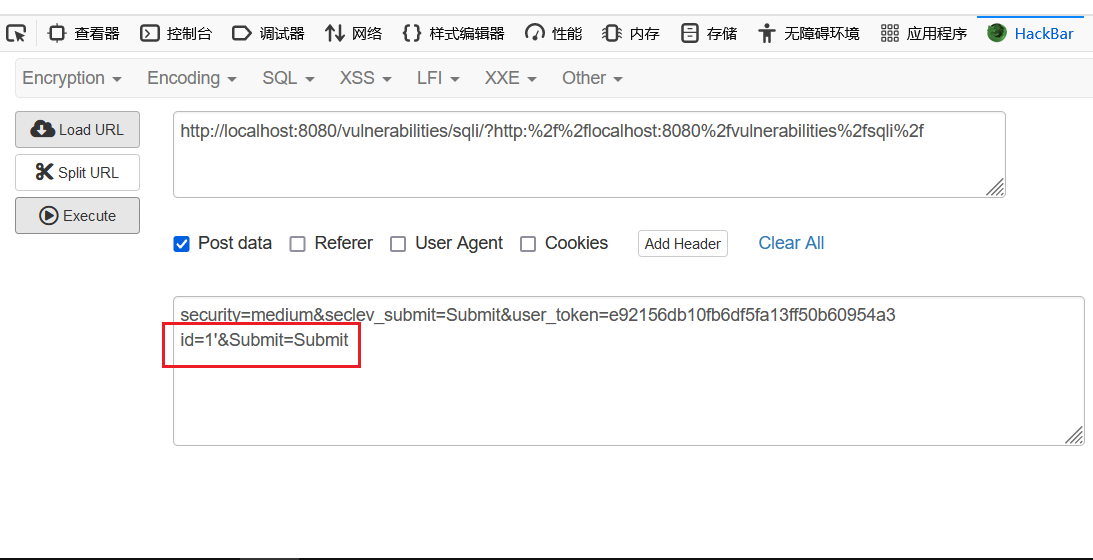 查看器 控制台 调试器 网络 样式编辑器 性能 内存 存储 无障碍环境 应用程序 HackBar
Encryption Encoding SQL XSS LFI XXE Other
Load URL
http://localhost:8080/vulnerabilities/sqli/?http:%2f%2flocalhost:8080%2fvulnerabilities%2fsqli%2f
Split URL
Execute
Post data Referer User Agent Cookies Add Header Clear All
security=medium&seclev_submit=Submit&user_token=e92156db10fb6df5fa13ff50b60954a3
id=1'&Submit=Submit